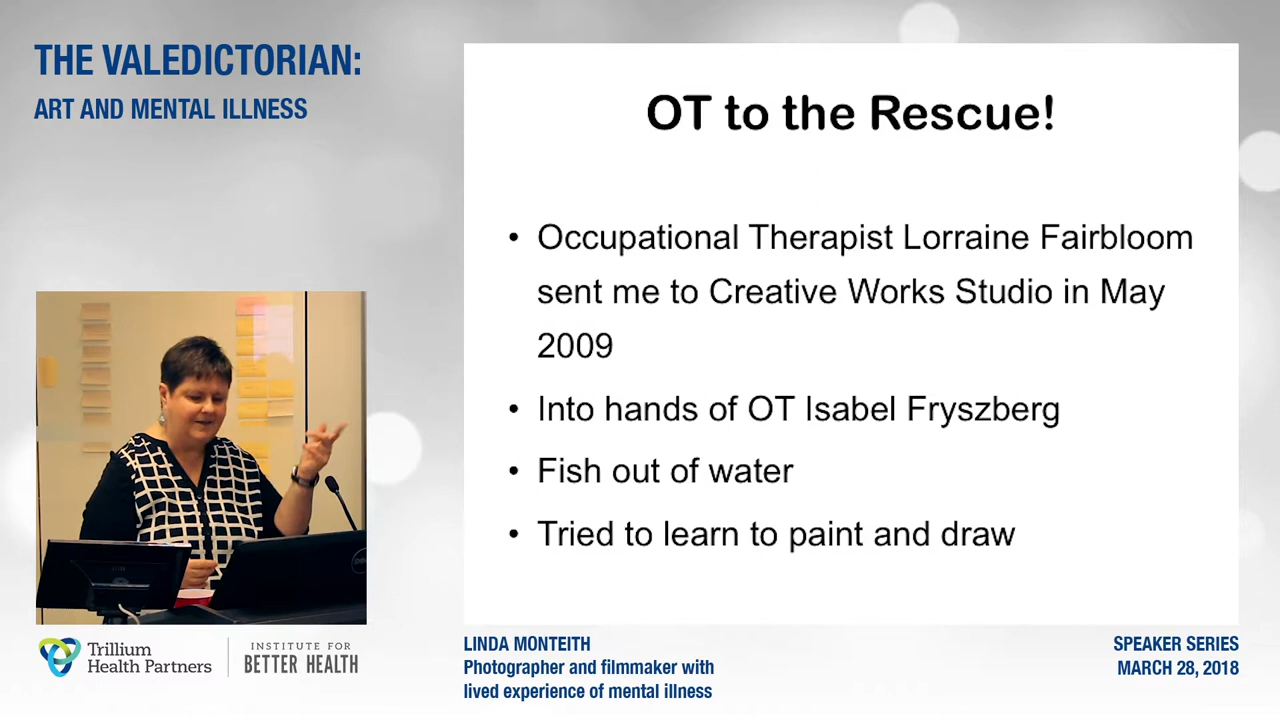 THE VALEDICTORIAN:
ART AND MENTAL ILLNESS
OT to the Rescue!
• Occupational Therapist Lorraine Fairbloom
sent me to Creative Works Studio in May
2009
• Into hands of OT Isabel Fryszberg
• Fish out of water
• Tried to learn to paint and draw
Trillium
Health Partners
INSTITUTE FOR
BETTER HEALTH
LINDA MONTEITH
Photographer and filmmaker with
lived experience of mental illness
SPEAKER SERIES
MARCH 28, 2018